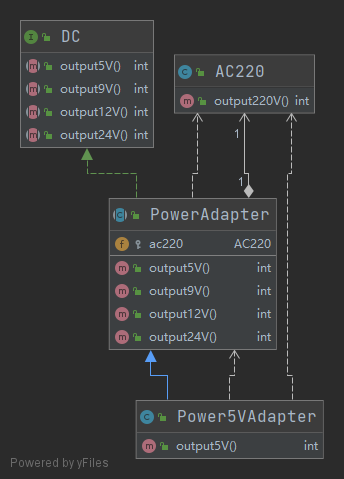 DC
output5V() int
output9V() int
output12V() int
output24V() int
AC220
output220V() int
1
1
PowerAdapter
ac220 AC220
output5V() int
output9V() int
output12V() int
output24V() int
Power5VAdapter
output5V() int
Powered by yFiles